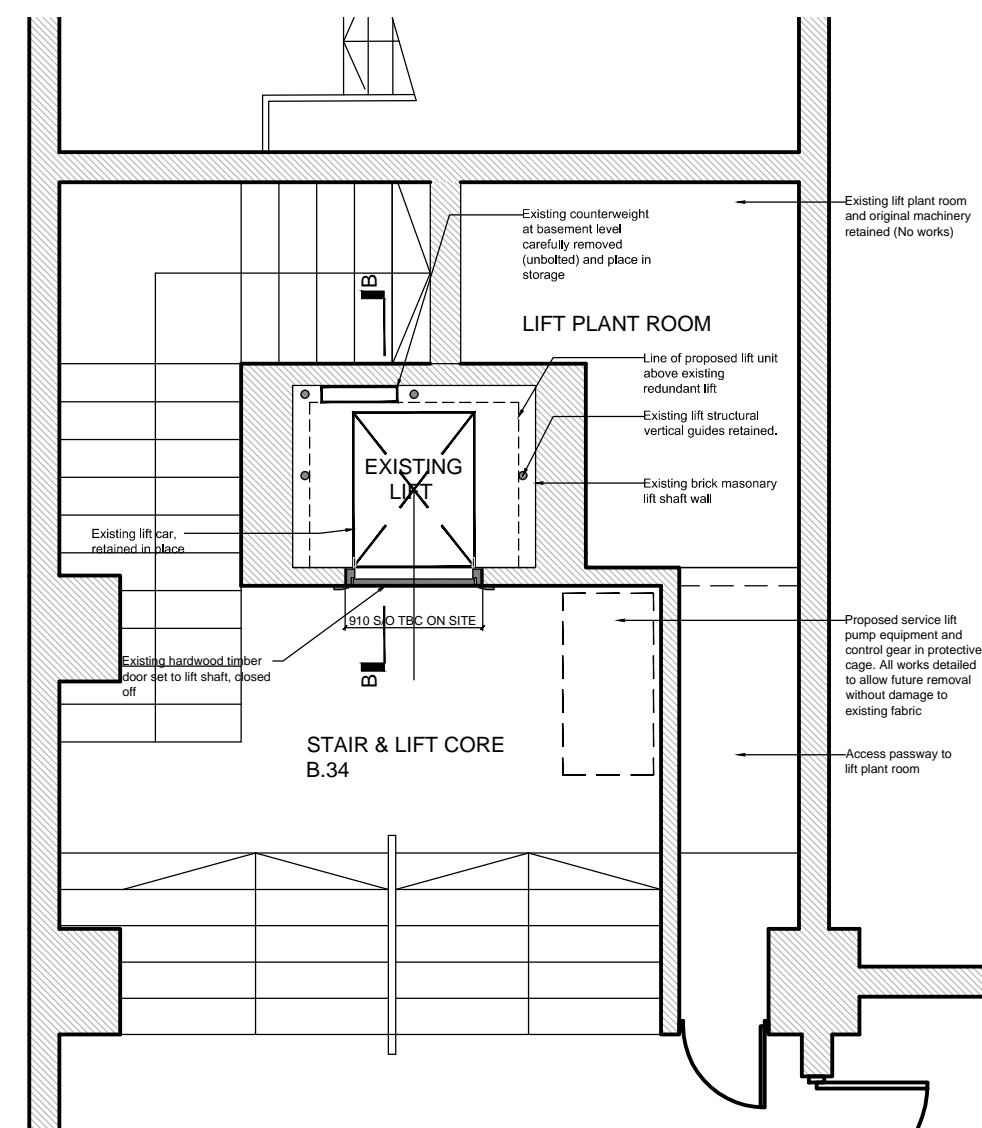 Existing counterweight
at basement level
carefully removed
(unbolted) and place in
storage
Existing lift plant room
and original machinery
retained (No works)
B
LIFT PLANT ROOM
Line of proposed lift unit
above existing
redundant lift
Existing lift structural
vertical guides retained.
EXISTING
LIFT
Existing brick masonary
lift shaft wall
Existing lift car,
retained in place
910 S/O TBC ON SITE
Existing hardwood timber
door set to lift shaft, closed
off
B
Proposed service lift
pump equipment and
control gear in protective
cage. All works detailed
to allow future removal
without damage to
existing fabric
STAIR & LIFT CORE
B.34
Access passway to
lift plant room